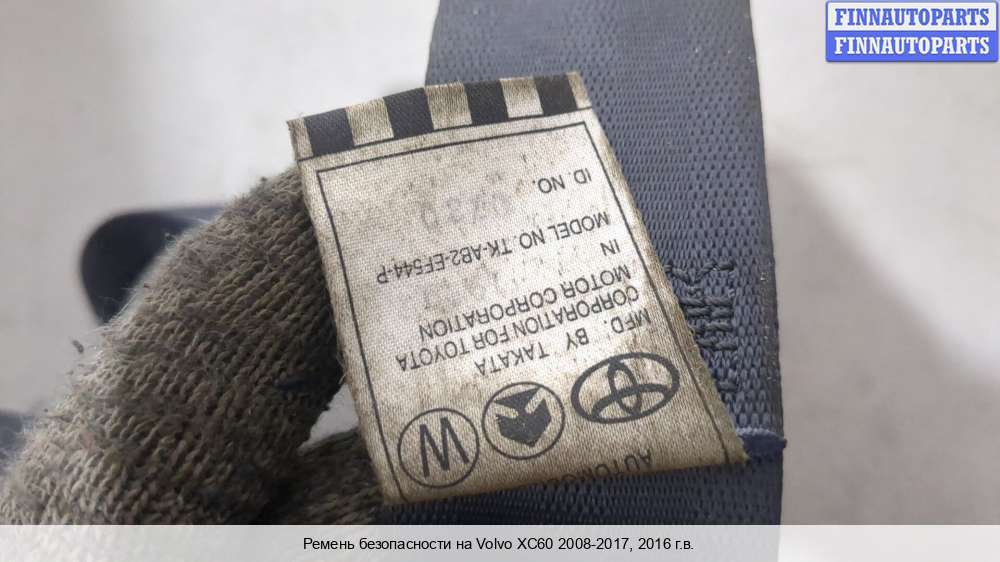 FINNAUTOPARTS
FINNAUTOPARTS
AUTOMO
W
MFD. BY TAKATA
CORPORATION FOR TOYOTA
MOTOR CORPORATION
IN
MODEL NO. TK-AB2-EF544-P
ID. NO.
Ремень безопасности на Volvo XC60 2008-2017, 2016 г.в.